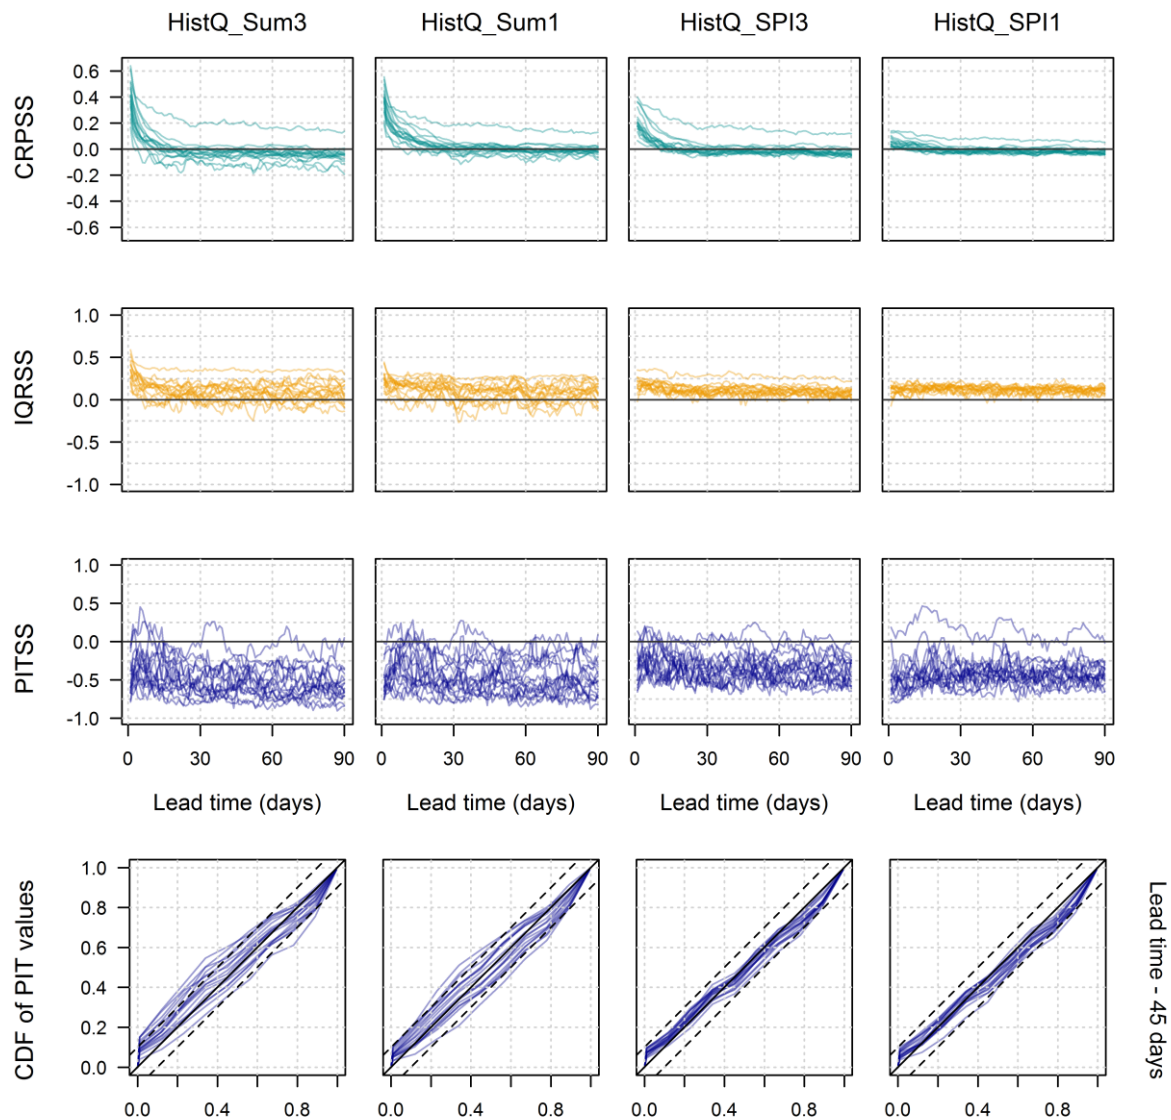 HistQ_Sum3 HistQ_Sum1 HistQ_SPI3 HistQ_SPI1
CRPSS
0.6
0.4
0.2
0.0
-0.2
-0.4
-0.6
IQRSS
1.0
0.5
0.0
-0.5
-1.0
PITSS
1.0
0.5
0.0
-0.5
-1.0
0 30 60 90 0 30 60 90 0 30 60 90 0 30 60 90
Lead time (days) Lead time (days) Lead time (days) Lead time (days)
CDF of PIT values
1.0
0.8
0.6
0.4
0.2
0.0
0.0 0.4 0.8 0.0 0.4 0.8 0.0 0.4 0.8 0.0 0.4 0.8
Lead time - 45 days